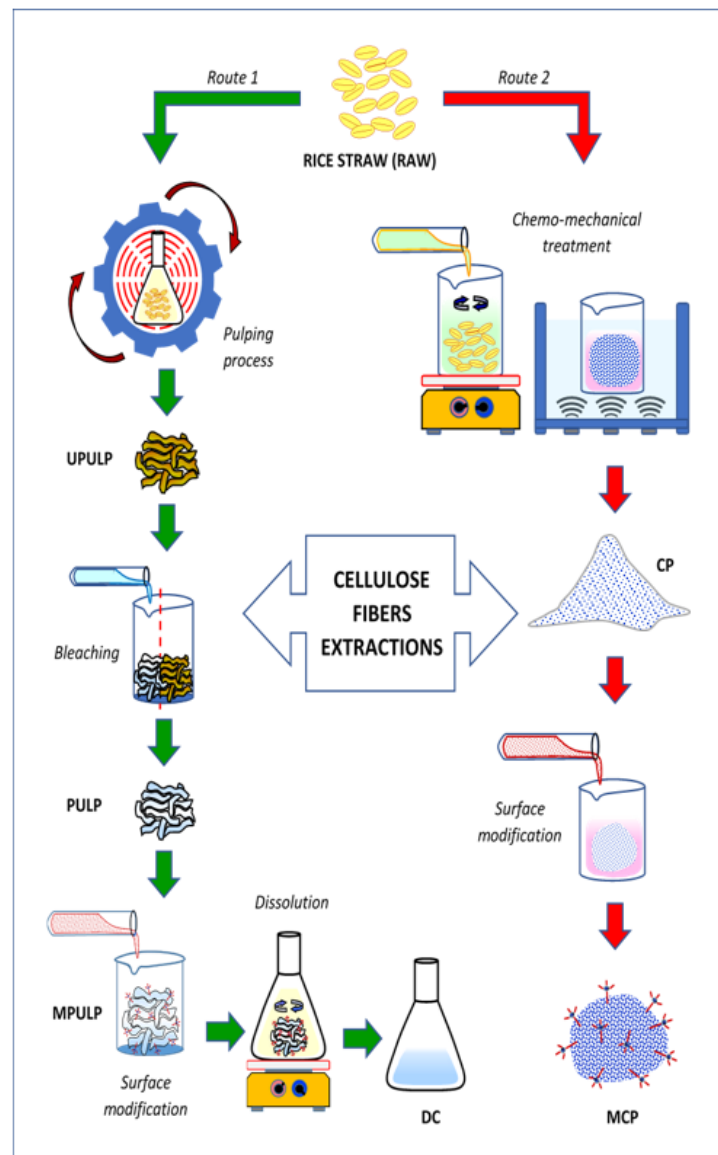 Route 1
Route 2
RICE STRAW (RAW)
Chemo-mechanical
treatment
Pulping
process
UPULP
CELLULOSE
FIBERS
EXTRACTIONS
CP
Bleaching
PULP
Surface
modification
Dissolution
MPULP
Surface
modification
DC
MCP